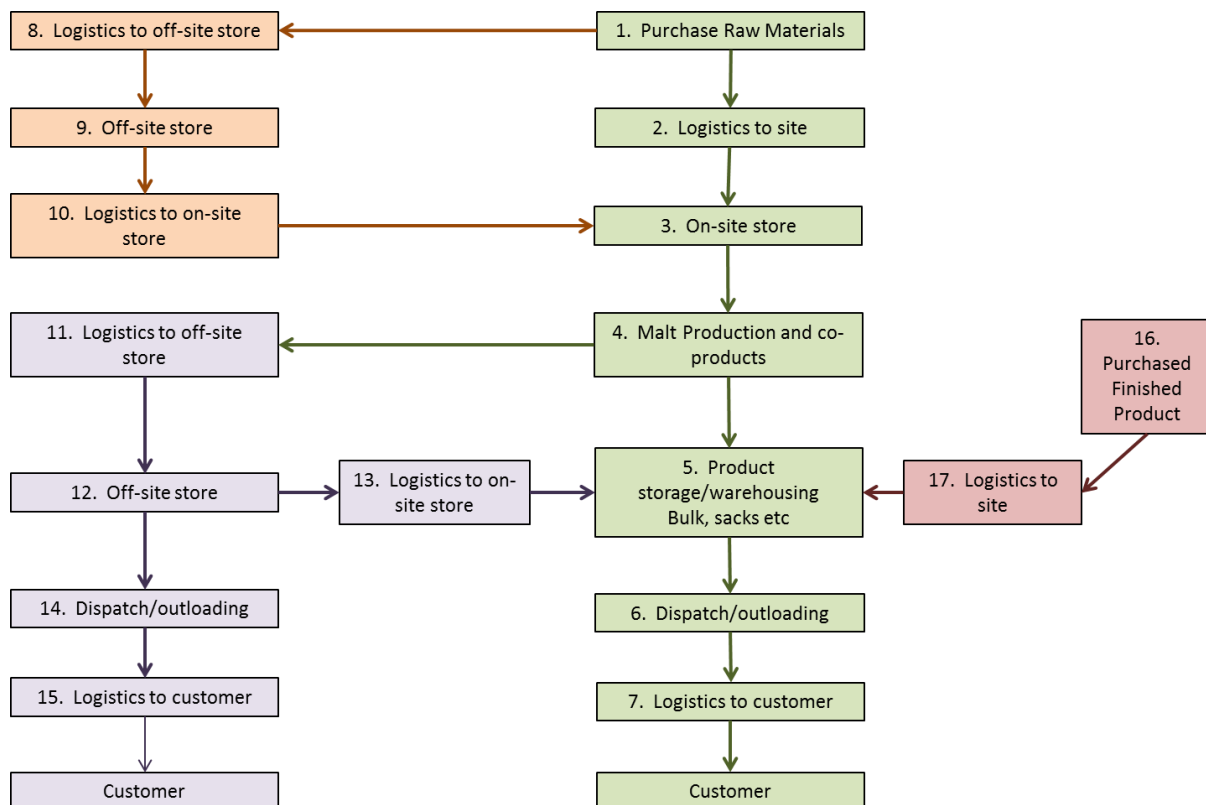 8. Logistics to off-site store
1. Purchase Raw Materials
9. Off-site store
2. Logistics to site
10. Logistics to on-site
store
3. On-site store
11. Logistics to off-site
store
4. Malt Production and co-
products
16.
Purchased
Finished
Product
12. Off-site store
13. Logistics to on-
site store
5. Product
storage/warehousing
Bulk, sacks etc
17. Logistics to
site
14. Dispatch/outloading
6. Dispatch/outloading
15. Logistics to customer
7. Logistics to customer
Customer
Customer